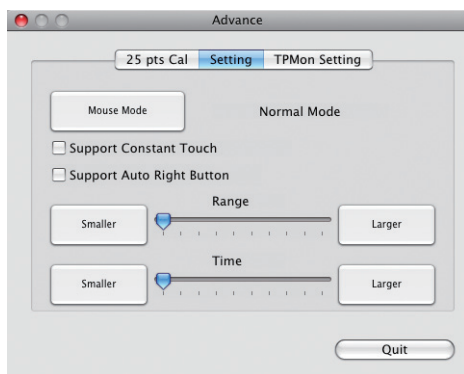 Advance
25 pts Cal Setting TPMon Setting
Mouse Mode Normal Mode
Support Constant Touch
Support Auto Right Button
Range
Smaller Larger
Time
Smaller Larger
Quit